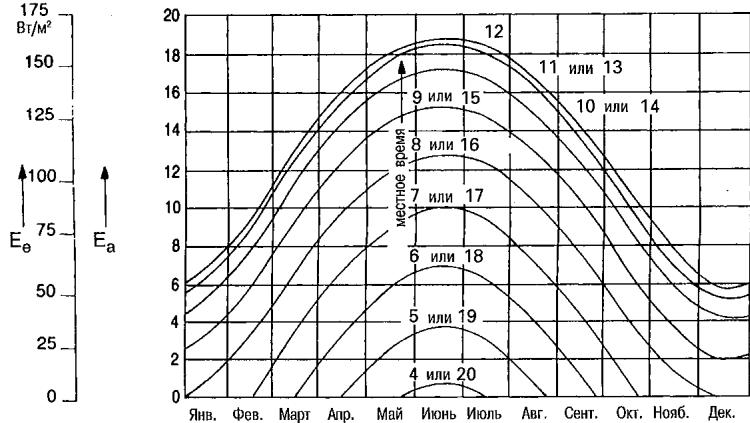 175
Вт/м²
150
125
100
75
50
25
0
Eе
Eа
20
18
16
14
12
10
8
6
4
2
0
12
11 или 13
10 или 14
9 или 15
8 или 16
7 или 17
6 или 18
5 или 19
4 или 20
местное время
Янв. Фев. Март Апр. Май Июнь Июль Авг. Сент. Окт. Нояб. Дек.